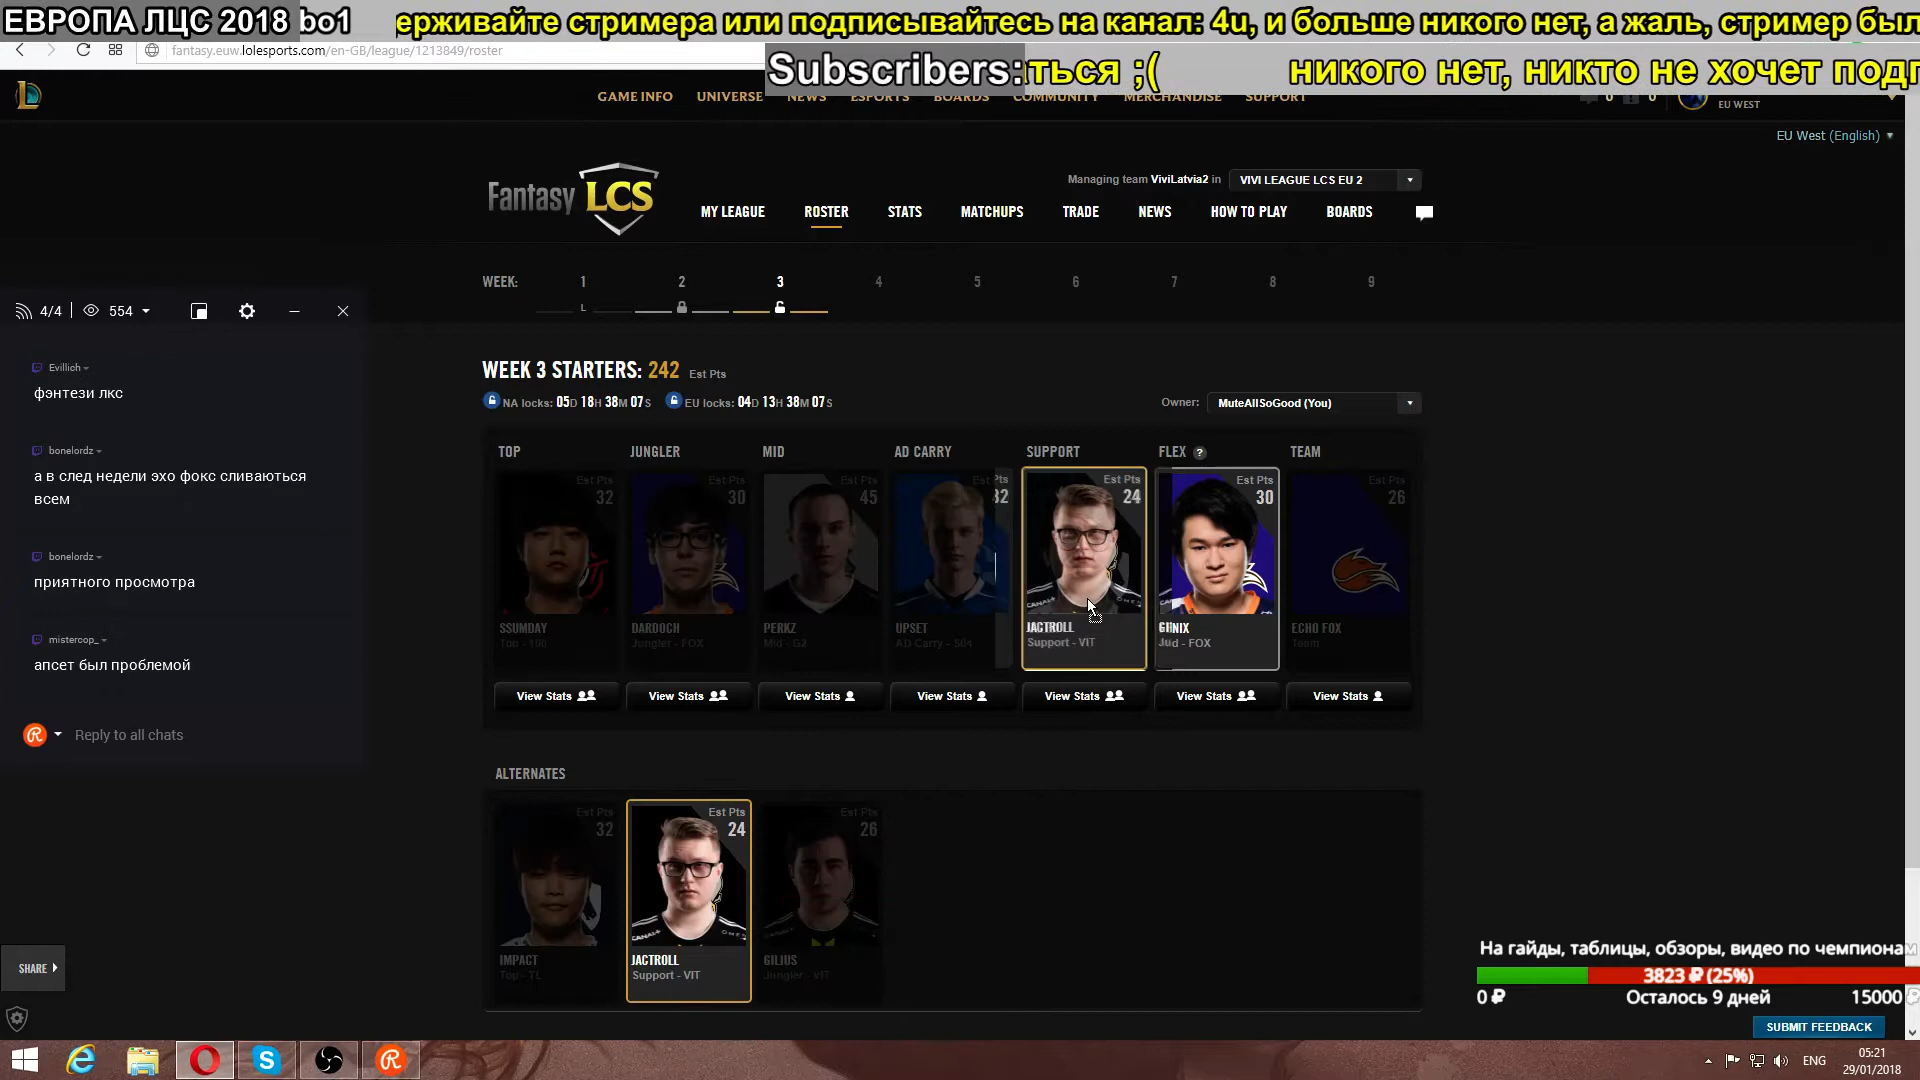 ЕВРОПА ЛЦС 2018 bo1
ерживайте стримера или подписывайтесь на канал: 4u, и больше никого нет, а жаль, стример был
fantasy.euw.lolesports.com/en-GB/league/1213849/roster
Subscribers: ться ;( никого нет, никто не хочет под
GAME INFO UNIVERSE NEWS ESPORTS BOARDS COMMUNITY MERCHANDISE SUPPORT
0 0
EU WEST
EU West (English)
Fantasy LCS
Managing team ViviLatvia2 in VIVI LEAGUE LCS EU 2
MY LEAGUE ROSTER STATS MATCHUPS TRADE NEWS HOW TO PLAY BOARDS
WEEK: 1 2 3 4 5 6 7 8 9
L
4/4 554
Evillich
фэнтези лкс
bonelordz
а в след недели эхо фокс сливаються
всем
bonelordz
приятного просмотра
mistercop_
апсет был проблемой
Reply to all chats
WEEK 3 STARTERS: 242 Est Pts
NA locks: 05D 18H 38M 07S EU locks: 04D 13H 38M 07S
Owner: MuteAllSoGood (You)
TOP JUNGLER MID AD CARRY SUPPORT FLEX ? TEAM
Est Pts Est Pts Est Pts Est Pts Est Pts Est Pts Est Pts
32 30 45 32 24 30 26
SSUMDAY DARDOCH PERKZ UPSET JACTROLL ECHO FOX
Top - 100 Jungler - FOX Mid - G2 AD Carry - S04 Support - VIT - FOX Team
View Stats View Stats View Stats View Stats View Stats View Stats View Stats
ALTERNATES
Est Pts Est Pts Est Pts
32 24 26
IMPACT JACTROLL GILIUS
Top - TL Support - VIT Jungler - VIT
SHARE
На гайды, таблицы, обзоры, видео по чемпионам
3823 ₽ (25%)
0 ₽ Осталось 9 дней 15000 ₽
SUBMIT FEEDBACK
ENG
05:21
29/01/2018